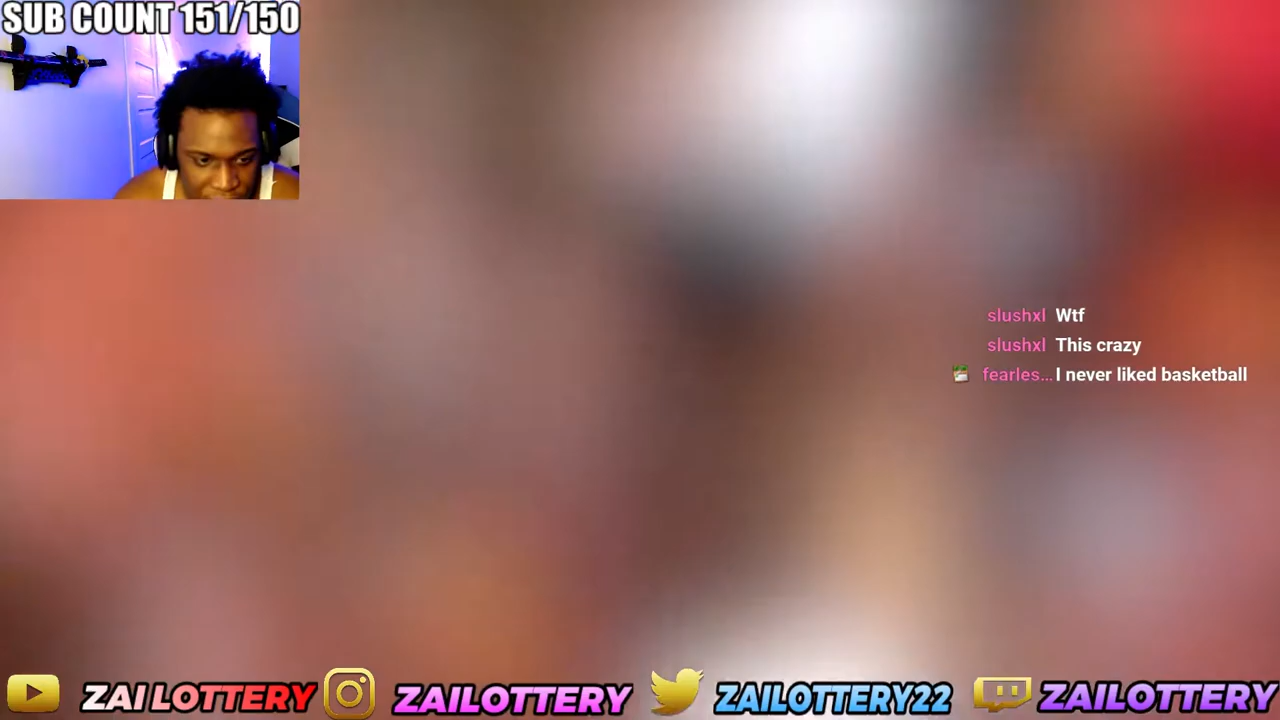 SUB COUNT 151/150
slushxl Wtf
slushxl This crazy
fearles... I never liked basketball
ZAI LOTTERY ZAILOTTERY ZAILOTTERY22 ZAILOTTERY